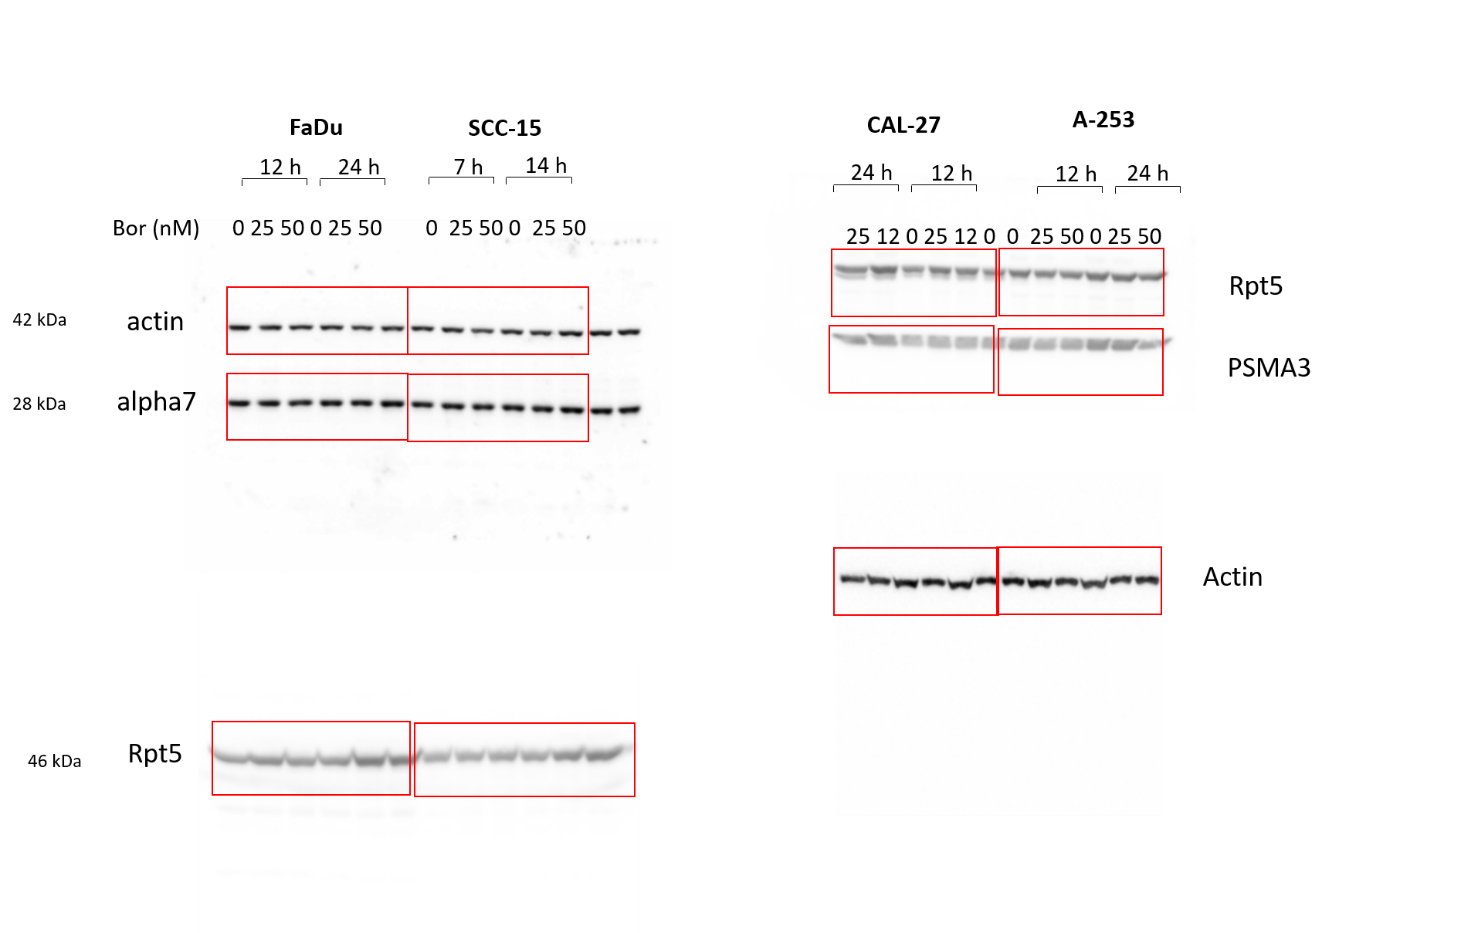 FaDu SCC-15
12 h 24 h 7 h 14 h
Bor (nM) 0 25 50 0 25 50 0 25 50 0 25 50
42 kDa actin
28 kDa alpha7
46 kDa Rpt5
CAL-27 A-253
24 h 12 h 12 h 24 h
25 12 0 25 12 0 0 25 50 0 25 50
Rpt5
PSMA3
Actin